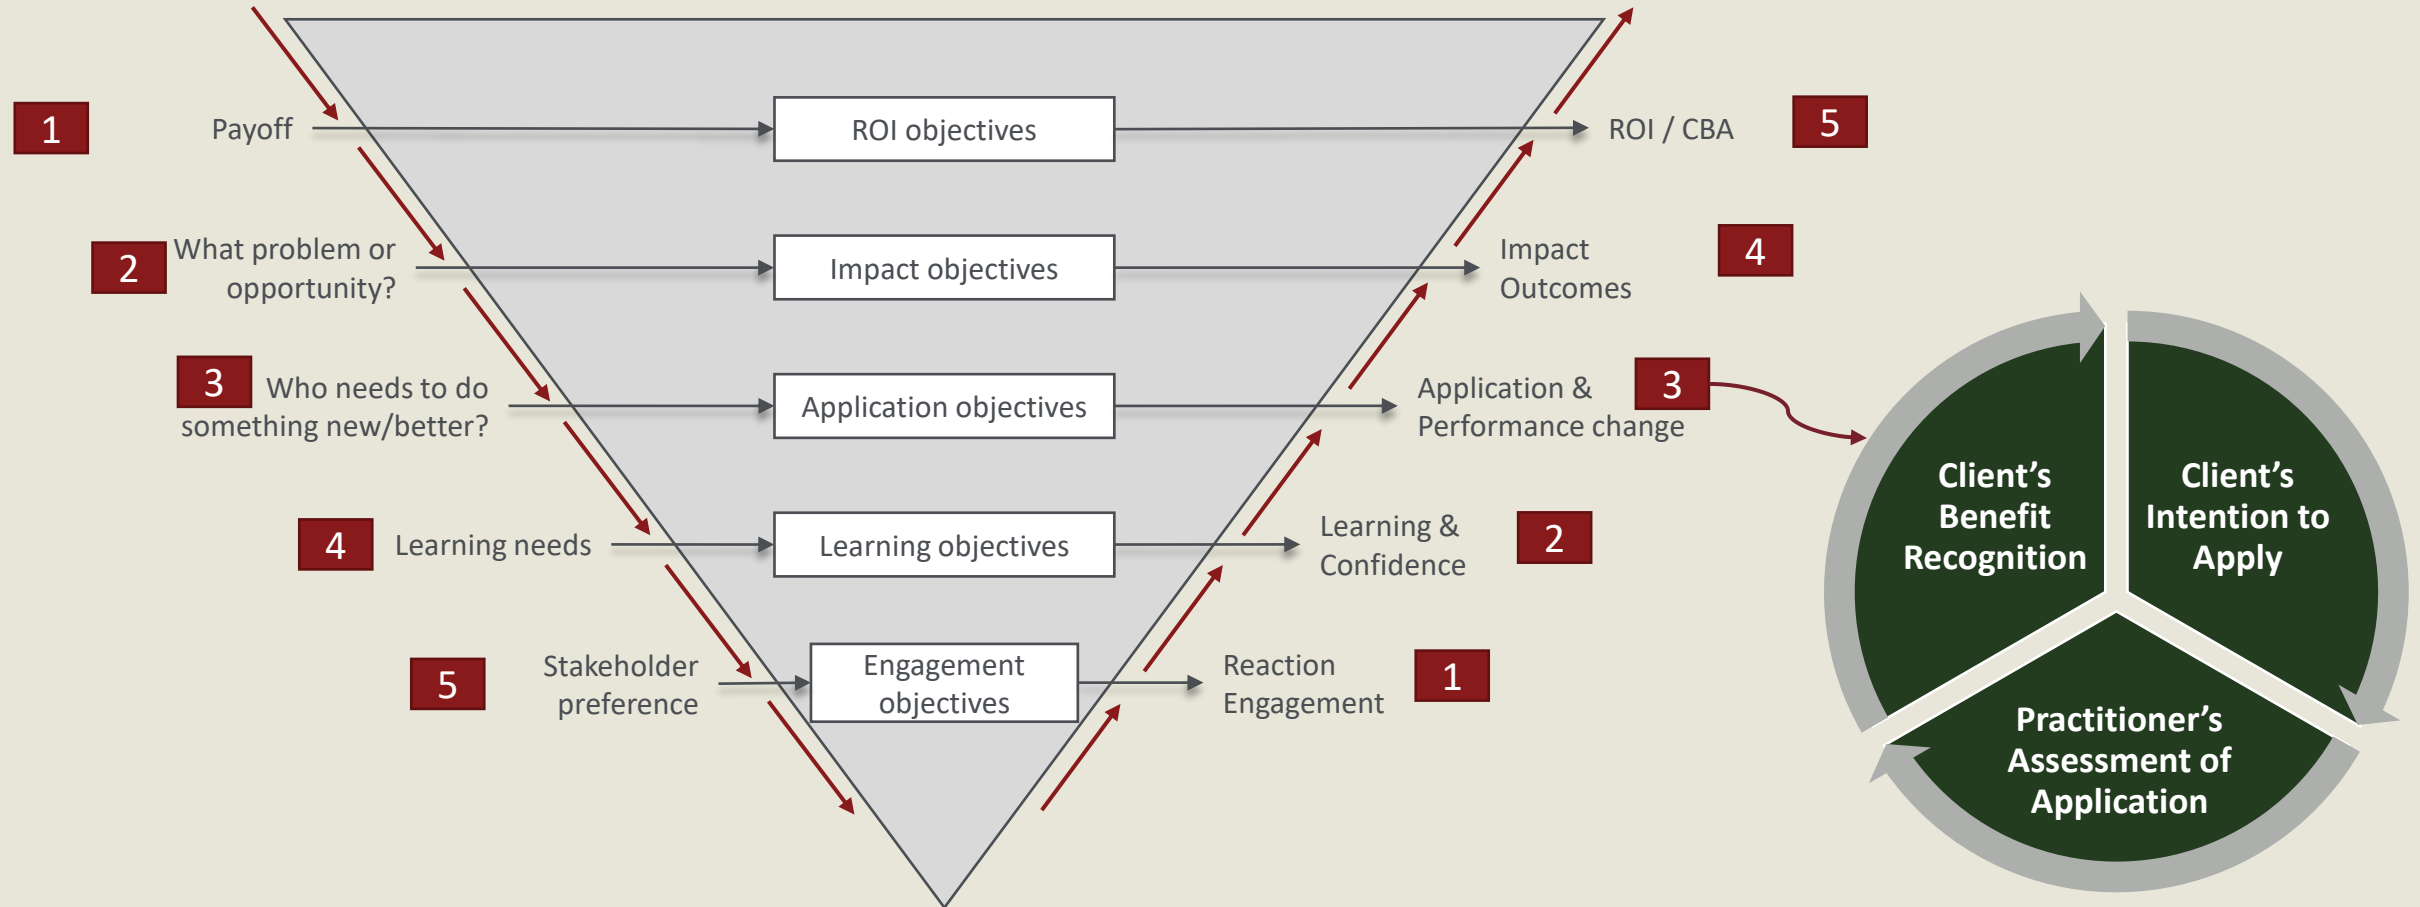 1
Payoff
ROI objectives
ROI / CBA
5
2
What problem or
opportunity?
Impact objectives
Impact
Outcomes
4
3
Who needs to do
something new/better?
Application objectives
Application &
Performance change
3
4
Learning needs
Learning objectives
Learning &
Confidence
2
5
Stakeholder
preference
Engagement
objectives
Reaction
Engagement
1
Client's
Benefit
Recognition
Client's
Intention to
Apply
Practitioner's
Assessment of
Application